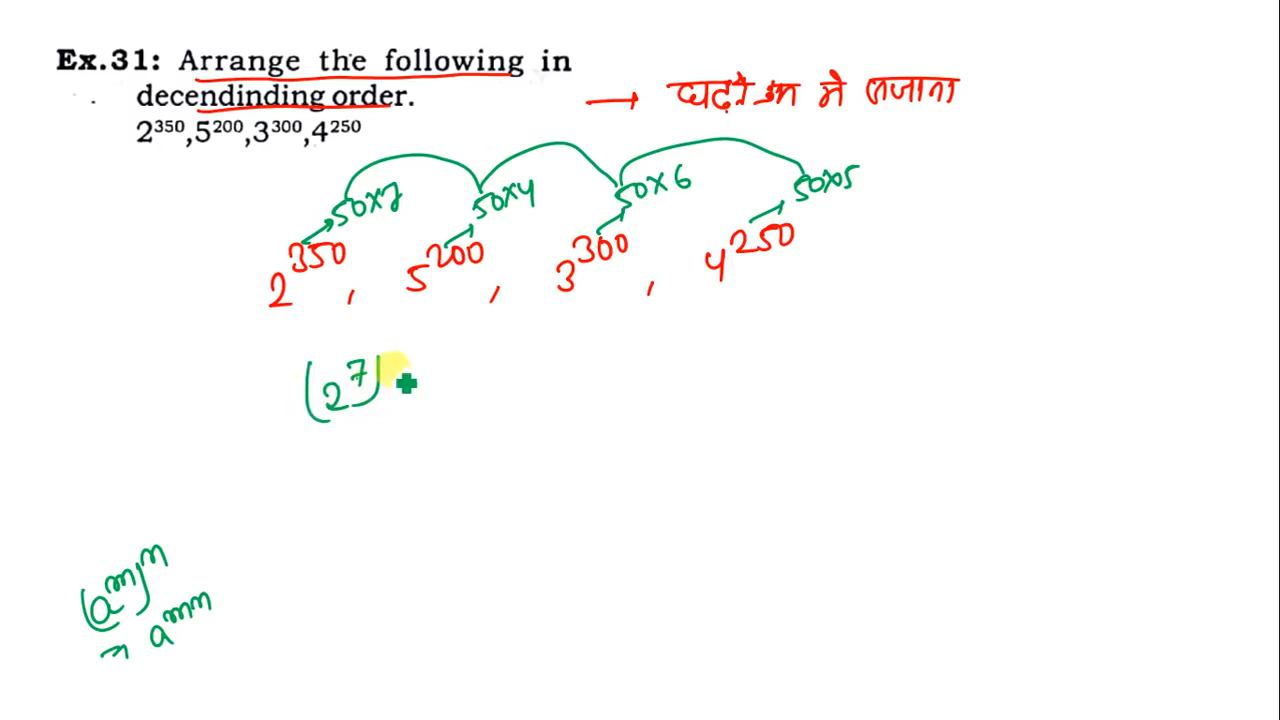 Ex.31: Arrange the following in
decendinding order.
→ घटते क्रम में सजाना
2³⁵⁰,5²⁰⁰,3³⁰⁰,4²⁵⁰
50×7 50×4 50×6 50×5
2³⁵⁰ , 5²⁰⁰ , 3³⁰⁰ , 4²⁵⁰
(2⁷)
(aᵐ)ⁿ
⇒ aᵐⁿ